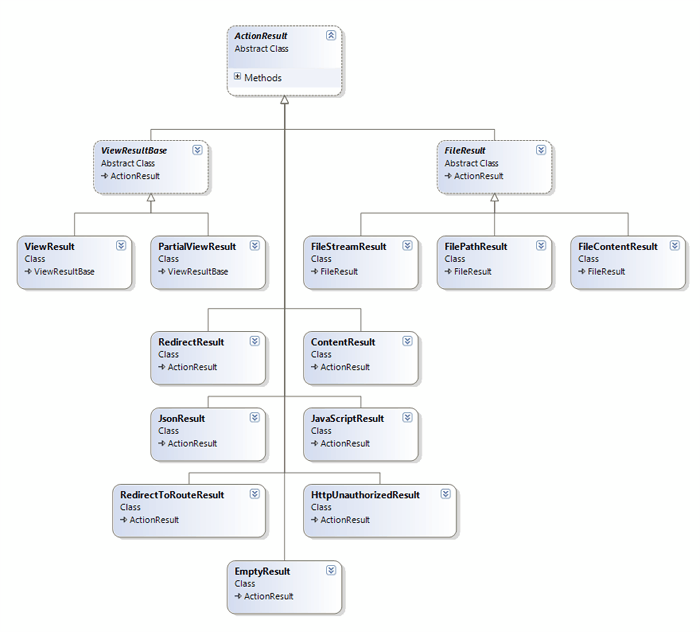 ActionResult
Abstract Class
Methods
ViewResultBase
Abstract Class
ActionResult
FileResult
Abstract Class
ActionResult
ViewResult
Class
ViewResultBase
PartialViewResult
Class
ViewResultBase
FileStreamResult
Class
FileResult
FilePathResult
Class
FileResult
FileContentResult
Class
FileResult
RedirectResult
Class
ActionResult
ContentResult
Class
ActionResult
JsonResult
Class
ActionResult
JavaScriptResult
Class
ActionResult
RedirectToRouteResult
Class
ActionResult
HttpUnauthorizedResult
Class
ActionResult
EmptyResult
Class
ActionResult